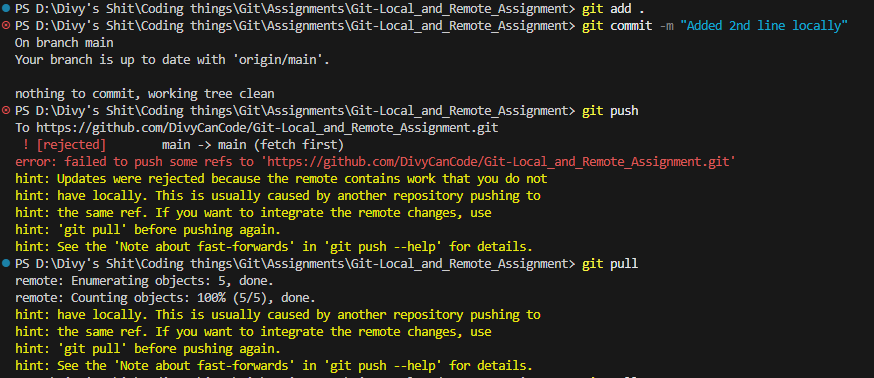 PS D:\Divy's Shit\Coding things\Git\Assignments\Git-Local_and_Remote_Assignment> git add .
PS D:\Divy's Shit\Coding things\Git\Assignments\Git-Local_and_Remote_Assignment> git commit -m "Added 2nd line locally"
On branch main
Your branch is up to date with 'origin/main'.
nothing to commit, working tree clean
PS D:\Divy's Shit\Coding things\Git\Assignments\Git-Local_and_Remote_Assignment> git push
To https://github.com/DivyCanCode/Git-Local_and_Remote_Assignment.git
! [rejected]        main -> main (fetch first)
error: failed to push some refs to 'https://github.com/DivyCanCode/Git-Local_and_Remote_Assignment.git'
hint: Updates were rejected because the remote contains work that you do not
hint: have locally. This is usually caused by another repository pushing to
hint: the same ref. If you want to integrate the remote changes, use
hint: 'git pull' before pushing again.
hint: See the 'Note about fast-forwards' in 'git push --help' for details.
PS D:\Divy's Shit\Coding things\Git\Assignments\Git-Local_and_Remote_Assignment> git pull
remote: Enumerating objects: 5, done.
remote: Counting objects: 100% (5/5), done.
hint: have locally. This is usually caused by another repository pushing to
hint: the same ref. If you want to integrate the remote changes, use
hint: 'git pull' before pushing again.
hint: See the 'Note about fast-forwards' in 'git push --help' for details.